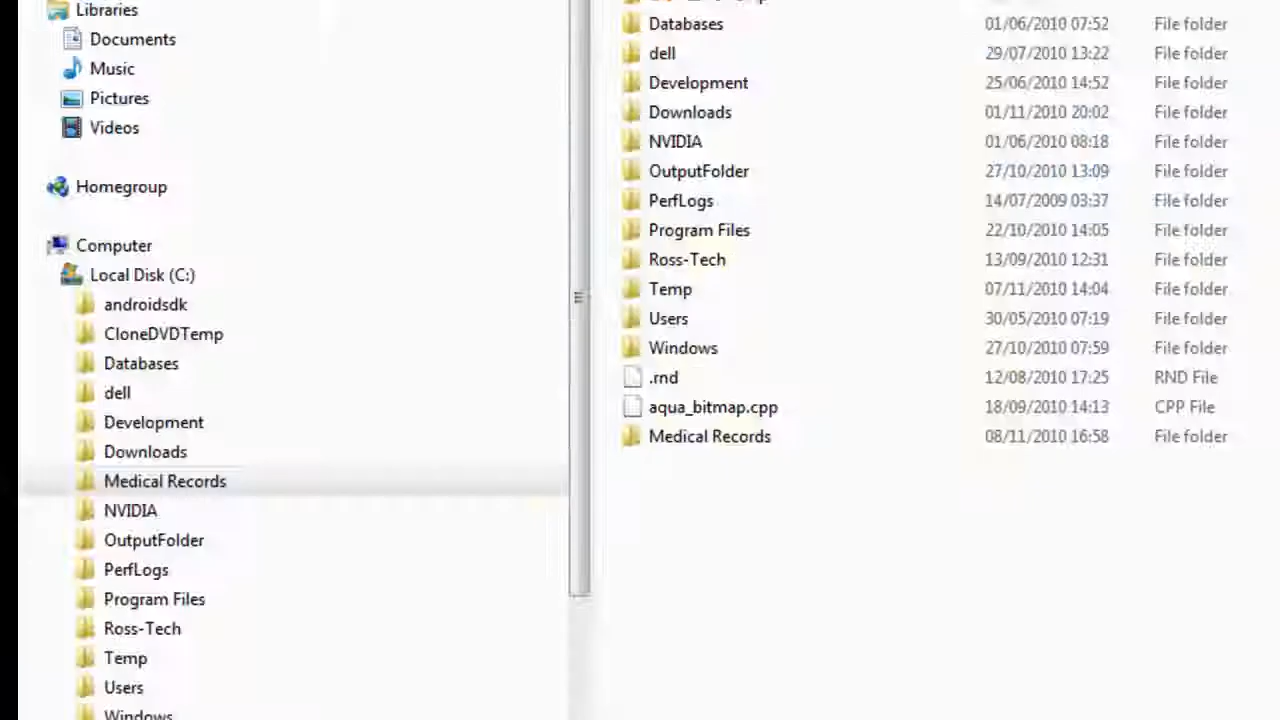 Libraries
Documents
Music
Pictures
Videos
Homegroup
Computer
Local Disk (C:)
androidsdk
CloneDVDTemp
Databases
dell
Development
Downloads
Medical Records
NVIDIA
OutputFolder
PerfLogs
Program Files
Ross-Tech
Temp
Users
Windows
Databases 01/06/2010 07:52 File folder
dell 29/07/2010 13:22 File folder
Development 25/06/2010 14:52 File folder
Downloads 01/11/2010 20:02 File folder
NVIDIA 01/06/2010 08:18 File folder
OutputFolder 27/10/2010 13:09 File folder
PerfLogs 14/07/2009 03:37 File folder
Program Files 22/10/2010 14:05 File folder
Ross-Tech 13/09/2010 12:31 File folder
Temp 07/11/2010 14:04 File folder
Users 30/05/2010 07:19 File folder
Windows 27/10/2010 07:59 File folder
.rnd 12/08/2010 17:25 RND File
aqua_bitmap.cpp 18/09/2010 14:13 CPP File
Medical Records 08/11/2010 16:58 File folder